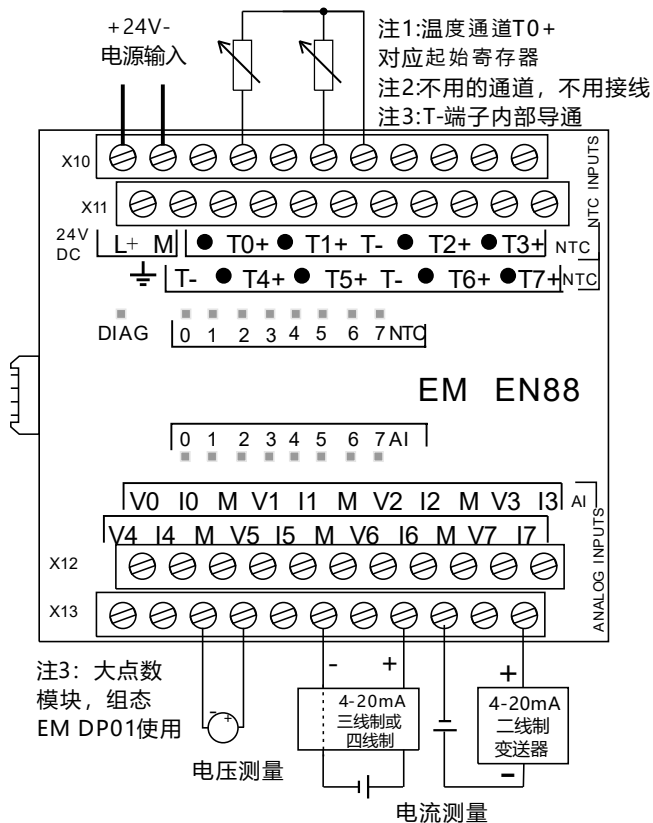 +24V-
电源输入
注1:温度通道T0+
对应起始寄存器
注2:不用的通道，不用接线
注3:T-端子内部导通
X10
X11
NTC INPUTS
24V
DC
L+ M ● T0+ ● T1+ T- ● T2+ ● T3+ NTC
T- ● T4+ ● T5+ T- ● T6+ ● T7+ NTC
DIAG
0 1 2 3 4 5 6 7 NTC
EM EN88
0 1 2 3 4 5 6 7 AI
V0 I0 M V1 I1 M V2 I2 M V3 I3 AI
V4 I4 M V5 I5 M V6 I6 M V7 I7
ANALOG INPUTS
X12
X13
注3：大点数
模块，组态
EM DP01使用
- +
电压测量
- +
4-20mA
三线制或
四线制
+
4-20mA
二线制
变送器
-
电流测量